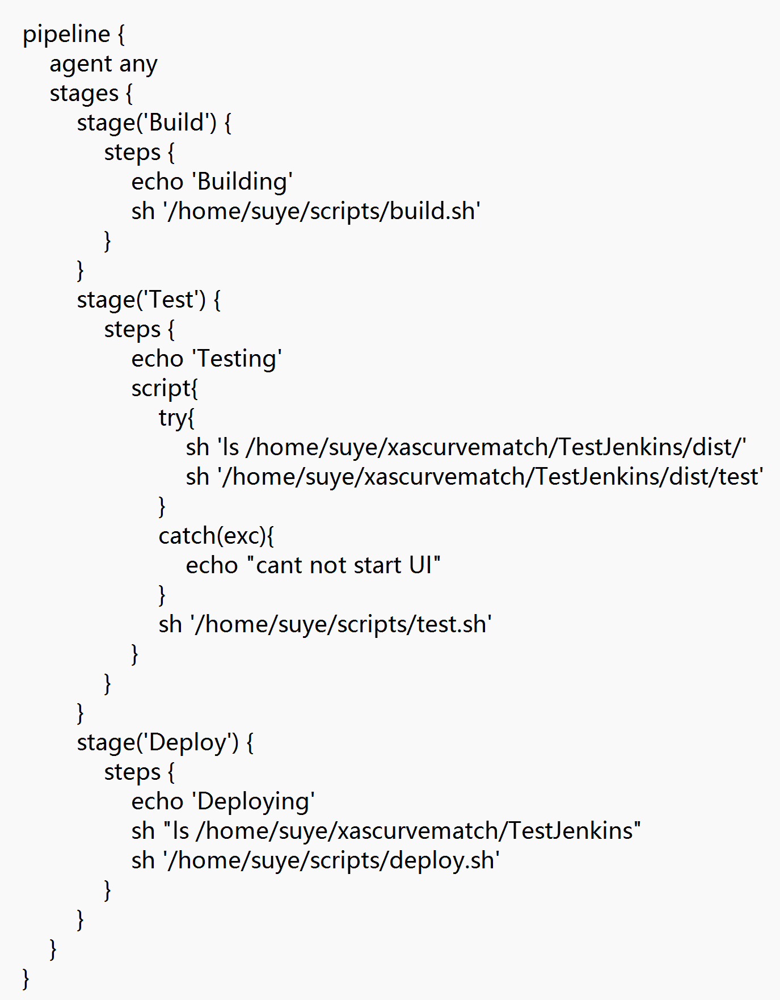 pipeline {
agent any
stages {
stage('Build') {
steps {
echo 'Building'
sh '/home/suye/scripts/build.sh'
}
}
stage('Test') {
steps {
echo 'Testing'
script{
try{
sh 'ls /home/suye/xascurvematch/TestJenkins/dist/'
sh '/home/suye/xascurvematch/TestJenkins/dist/test'
}
catch(exc){
echo "cant not start UI"
}
sh '/home/suye/scripts/test.sh'
}
}
}
stage('Deploy') {
steps {
echo 'Deploying'
sh "ls /home/suye/xascurvematch/TestJenkins"
sh '/home/suye/scripts/deploy.sh'
}
}
}
}